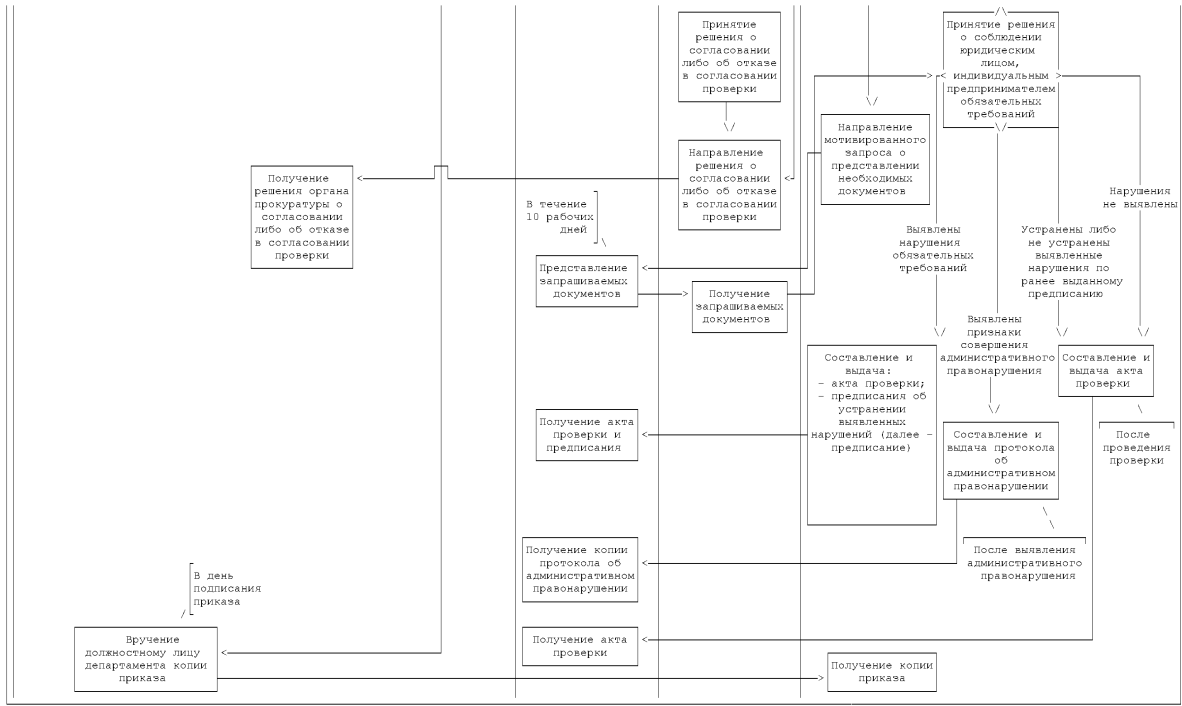 Принятие
решения о
согласовании
либо об отказе
в согласовании
проверки
Принятие решения
о соблюдении
юридическим
лицом,
индивидуальным
предпринимателем
обязательных
требований
Направление
мотивированного
запроса о
представлении
необходимых
документов
Направление
решения о
согласовании
либо об отказе
в согласовании
проверки
Получение
решения органа
прокуратуры о
согласовании
либо об отказе
в согласовании
проверки
В течение
10 рабочих
дней
Нарушения
не выявлены
Выявлены
нарушения
обязательных
требований
Устранены либо
не устранены
выявленные
нарушения по
ранее выданному
предписанию
Представление
запрашиваемых
документов
Получение
запрашиваемых
документов
Выявлены
признаки
совершения
административного
правонарушения
Составление и
выдача:
- акта проверки;
- предписания об
устранении
выявленных
нарушений (далее -
предписание)
Составление и
выдача акта
проверки
Получение акта
проверки и
предписания
Составление и
выдача протокола
об
административном
правонарушении
После
проведения
проверки
Получение копии
протокола об
административном
правонарушении
После выявления
административного
правонарушения
В день
подписания
приказа
Вручение
должностному лицу
департамента копии
приказа
Получение акта
проверки
Получение копии
приказа